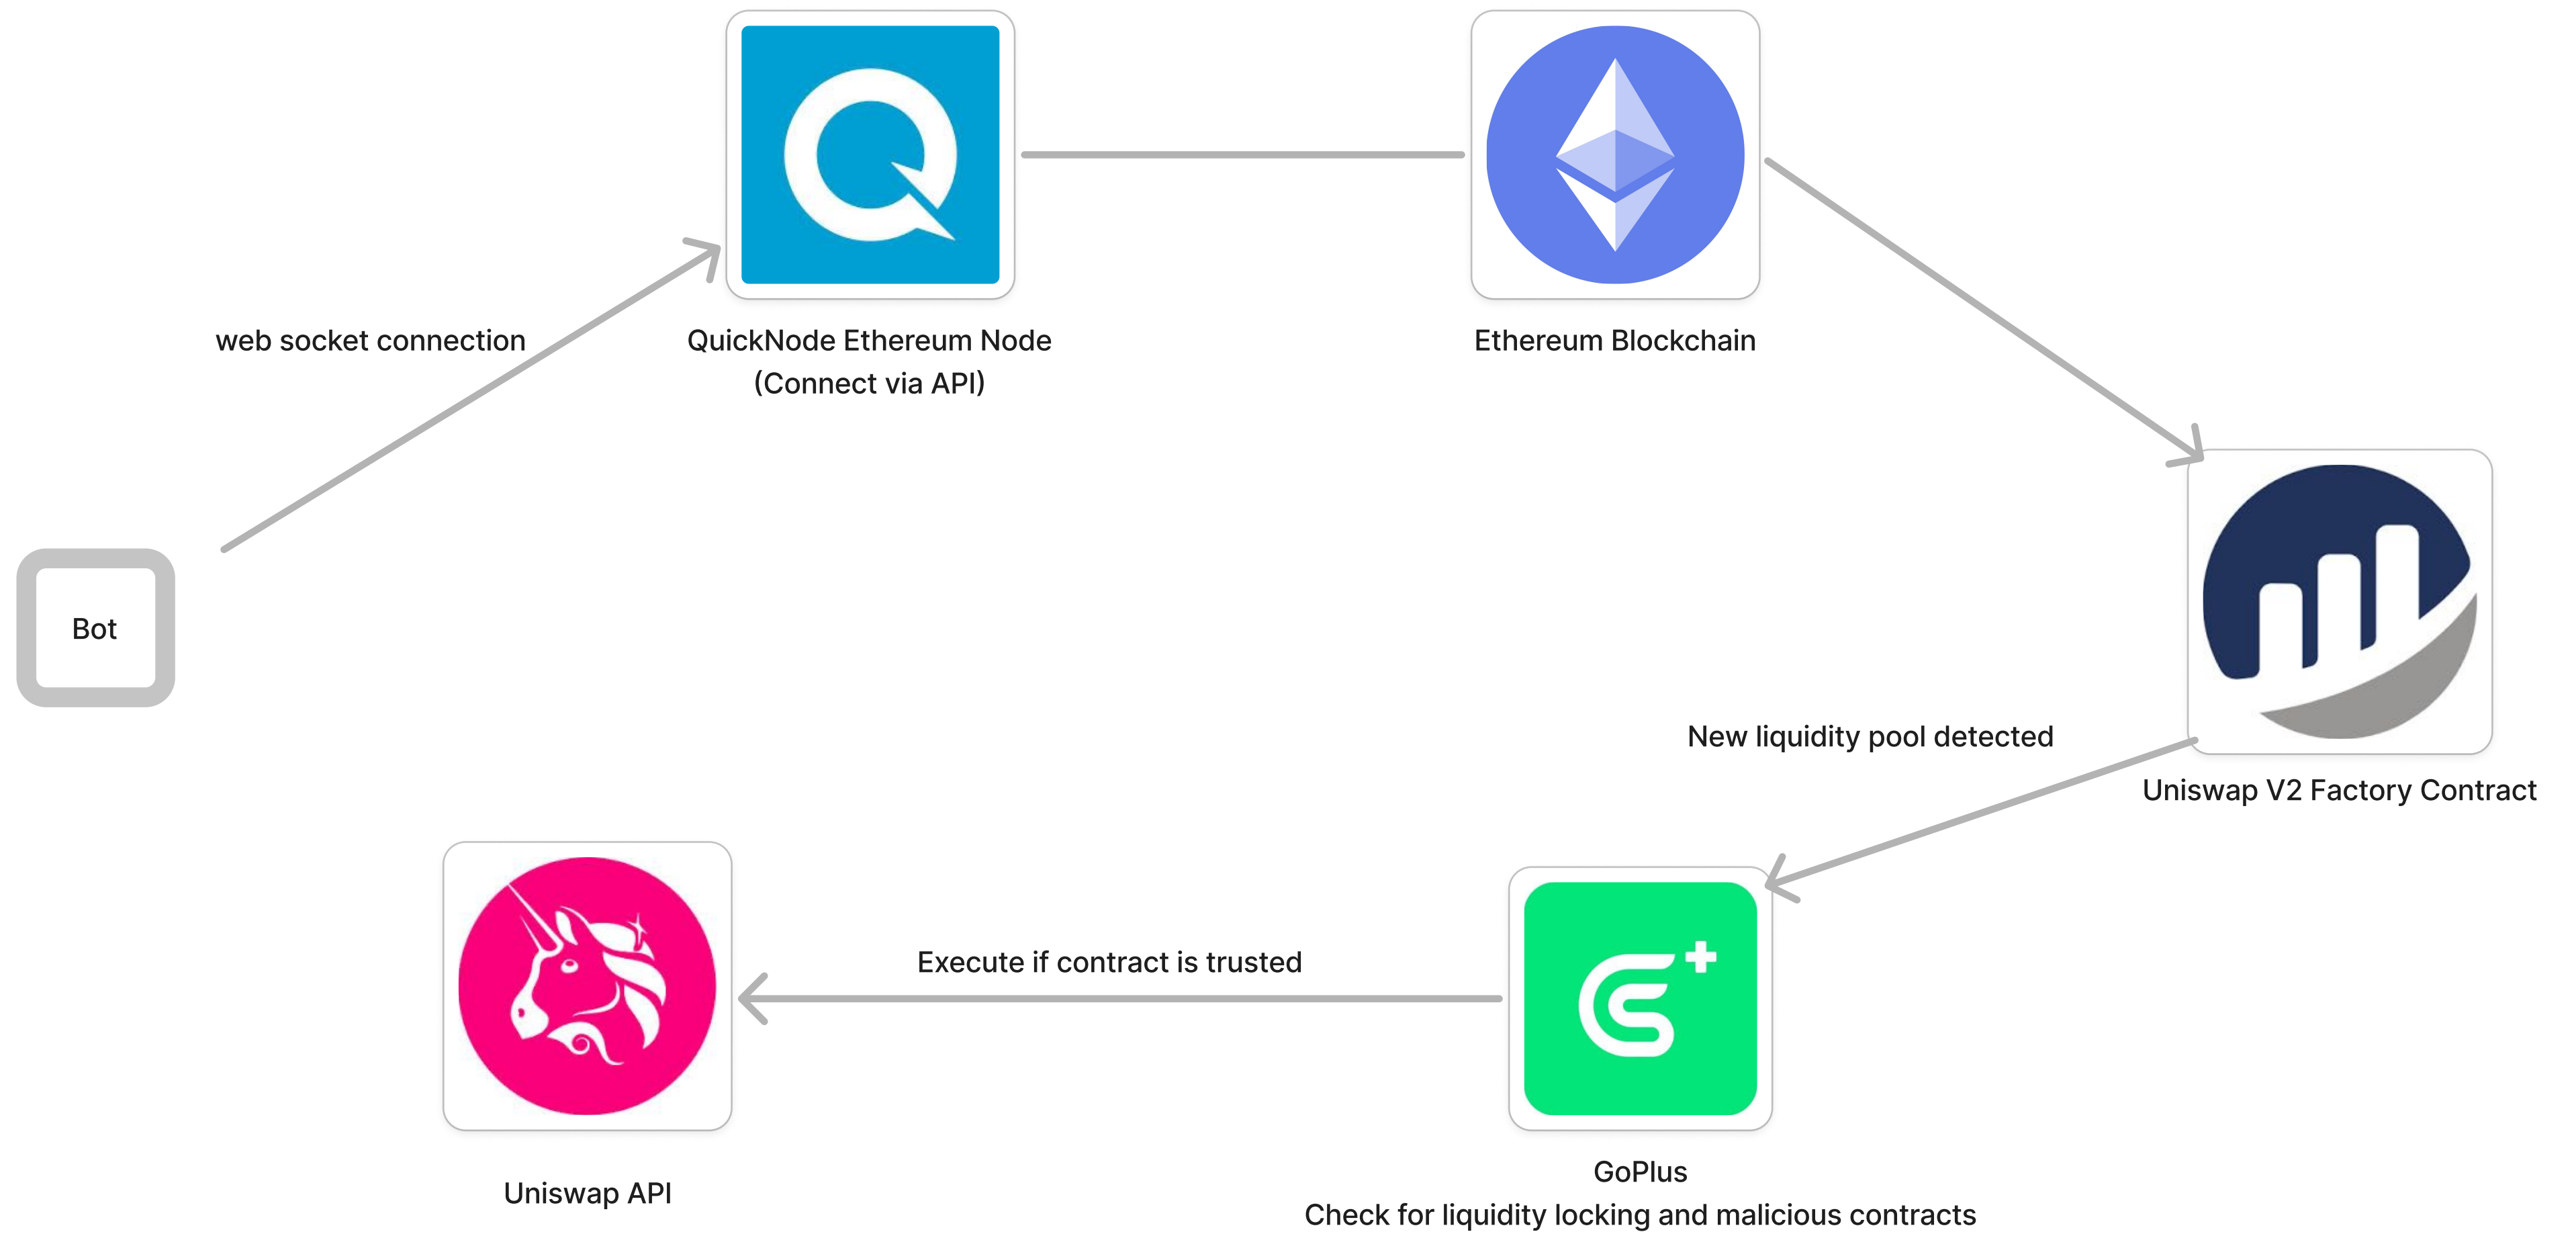 web socket connection
QuickNode Ethereum Node
(Connect via API)
Ethereum Blockchain
Bot
New liquidity pool detected
Uniswap V2 Factory Contract
Execute if contract is trusted
Uniswap API
GoPlus
Check for liquidity locking and malicious contracts